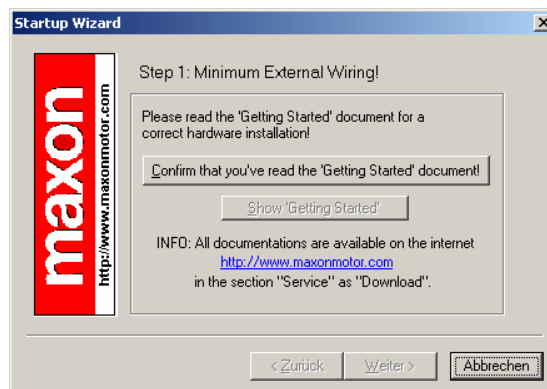 Startup Wizard
maxon
http://www.maxonmotor.com
Step 1: Minimum External Wiring!
Please read the 'Getting Started' document for a
correct hardware installation!
Confirm that you've read the 'Getting Started' document!
Show 'Getting Started'
INFO: All documentations are available on the internet
http://www.maxonmotor.com
in the section "Service" as "Download".
< Zurück
Weiter >
Abbrechen